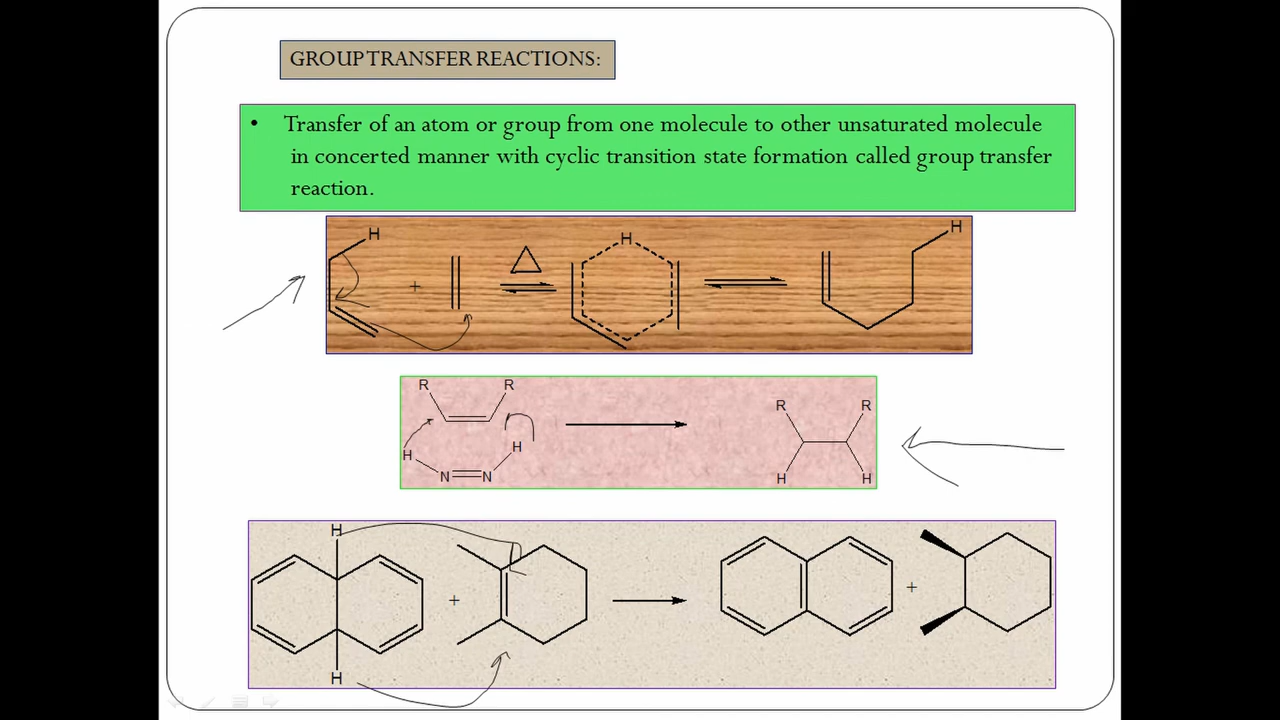 GROUP TRANSFER REACTIONS:
• Transfer of an atom or group from one molecule to other unsaturated molecule
in concerted manner with cyclic transition state formation called group transfer
reaction.
H + H H
R R R R
H H
N N H H
H
+ +
H